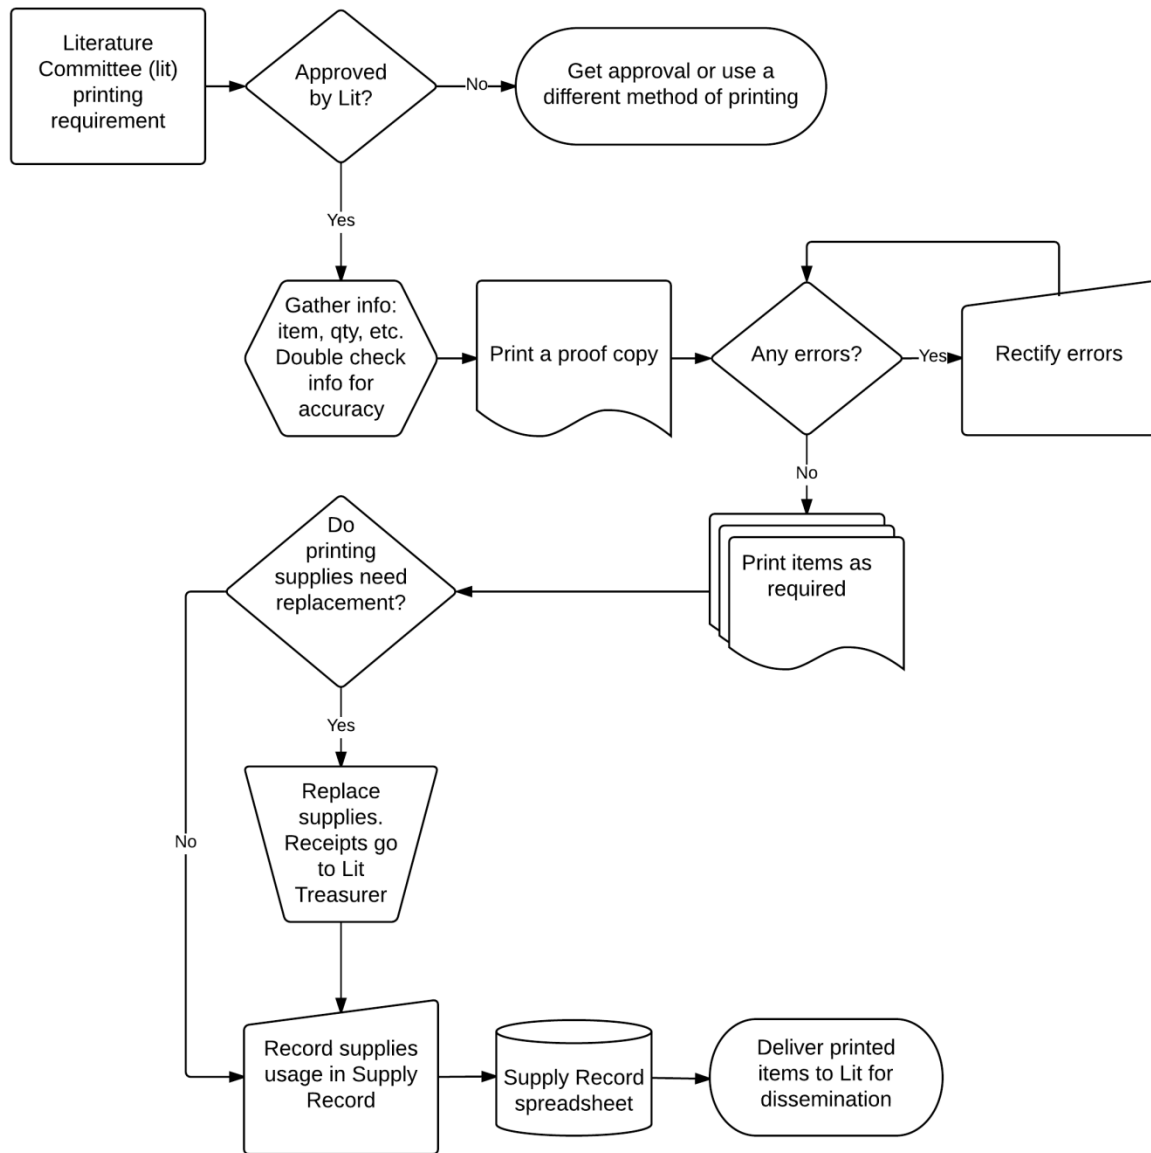 Literature
Committee (lit)
printing
requirement
Approved
by Lit?
No
Get approval or use a
different method of printing
Yes
Gather info:
item, qty, etc.
Double check
info for
accuracy
Print a proof copy
Any errors?
Yes
Rectify errors
No
Print items as
required
Do
printing
supplies need
replacement?
Yes
No
Replace
supplies.
Receipts go
to Lit
Treasurer
Record supplies
usage in Supply
Record
Supply Record
spreadsheet
Deliver printed
items to Lit for
dissemination